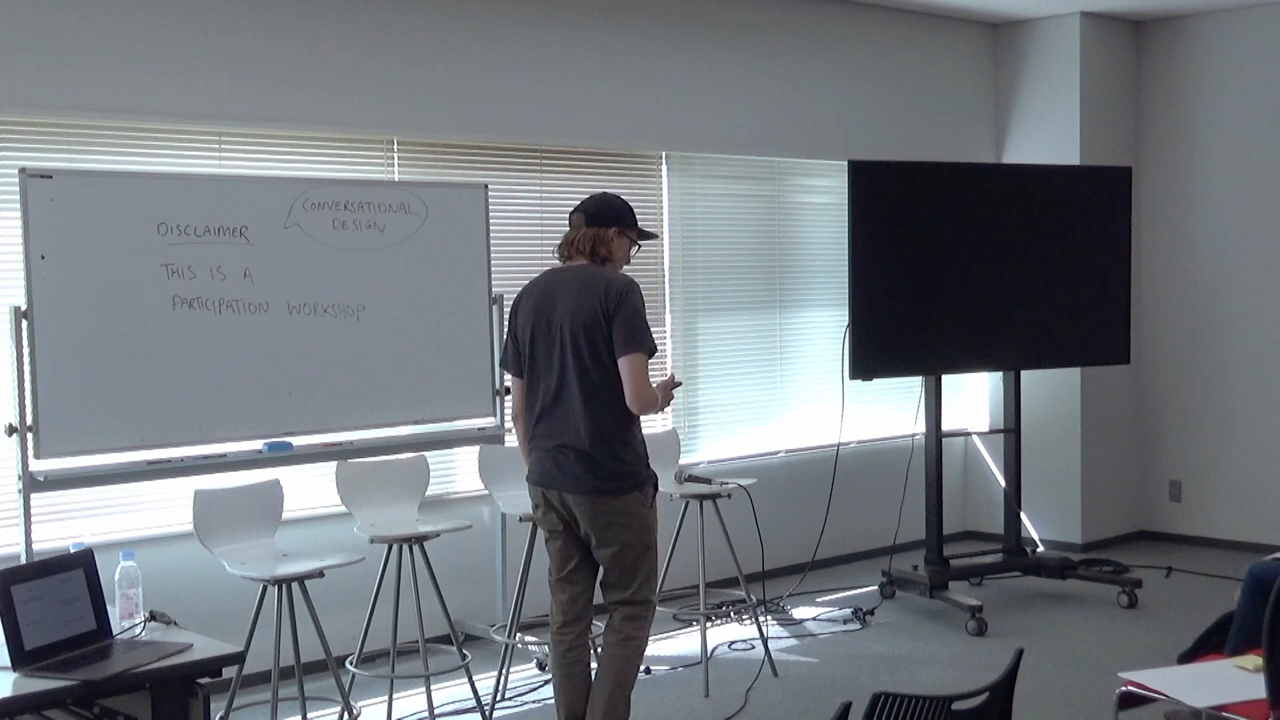 CONVERSATIONAL
DESIGN
DISCLAIMER
THIS IS A
PARTICIPATION WORKSHOP